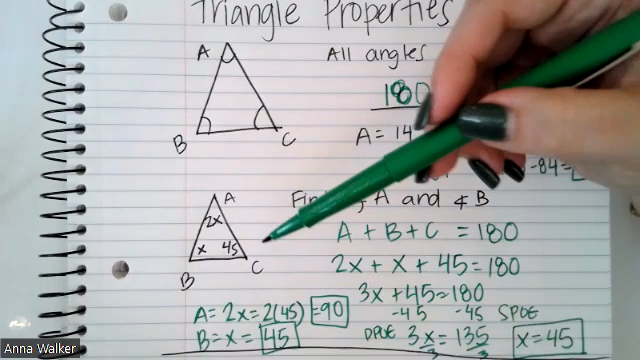 Triangle Properties
A
All angles
180
B
C
A = 14
-84=
A
Find A and ∡ B
2x
x 45
B
C
A + B + C = 180
2x + x + 45 = 180
3x + 45 = 180
-45 -45 SPOE
A = 2x = 2(45) = 90
B = x = 45
DPOE 3x = 135
3 3
x = 45
Anna Walker